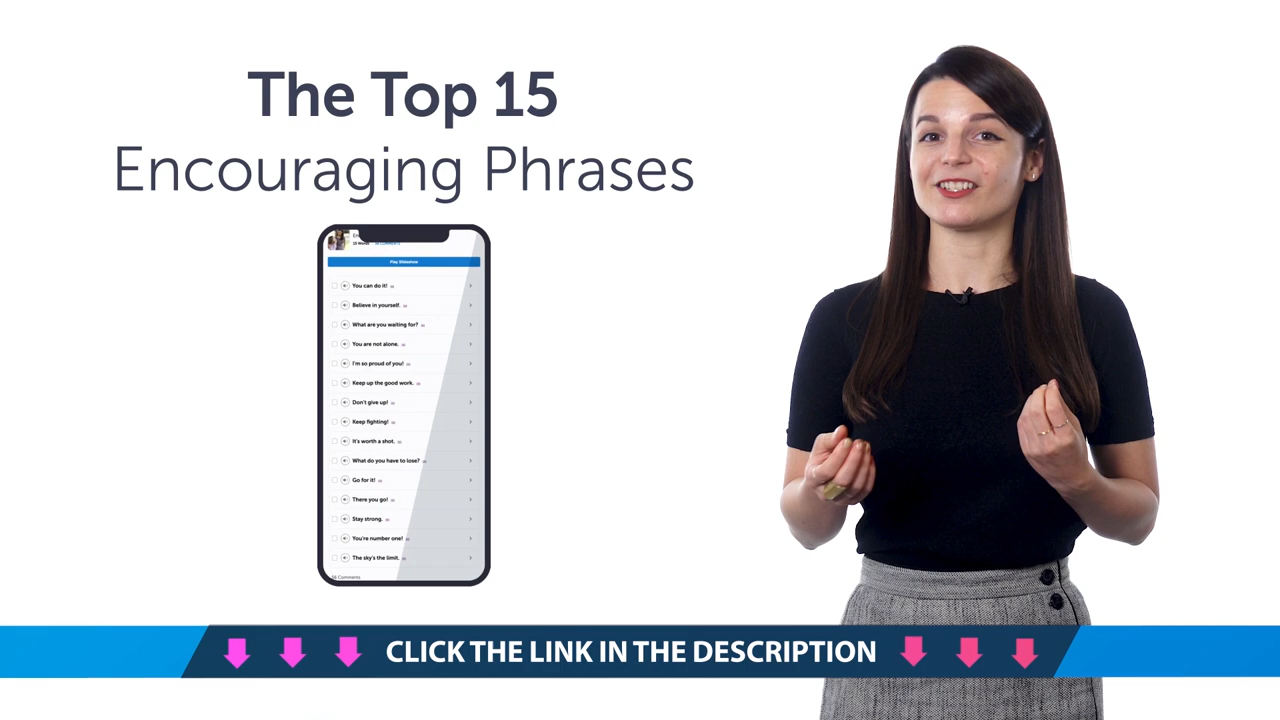 The Top 15
Encouraging Phrases
Play Slideshow
You can do it!
Believe in yourself.
What are you waiting for?
You are not alone.
I'm so proud of you!
Keep up the good work.
Don't give up!
Keep fighting!
It's worth a shot.
What do you have to lose?
Go for it!
There you go!
Stay strong.
You're number one!
The sky's the limit.
CLICK THE LINK IN THE DESCRIPTION